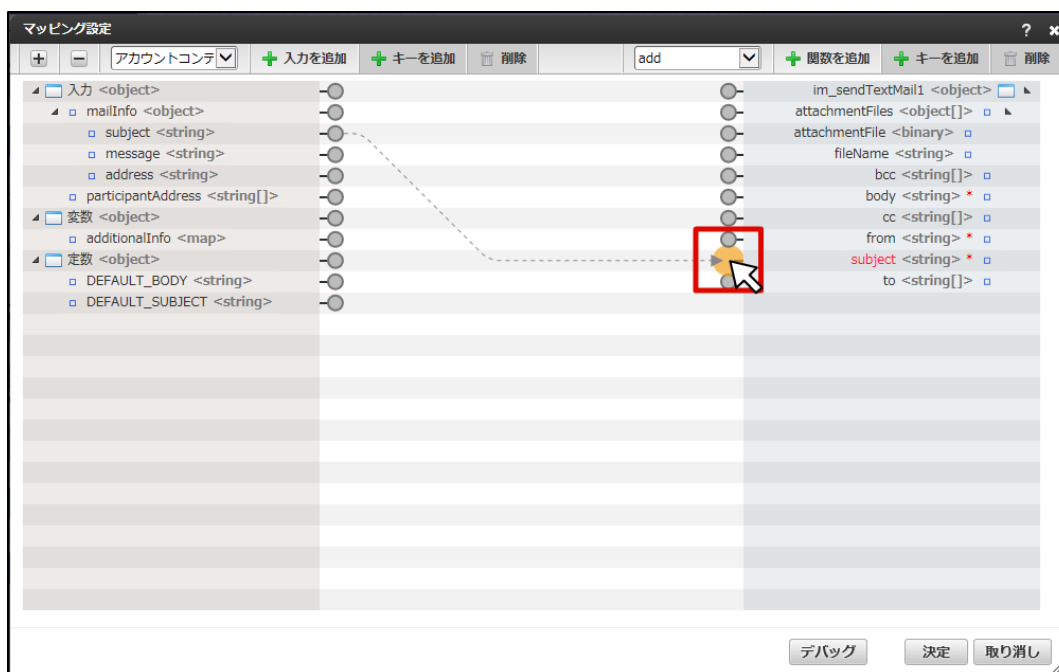 マッピング設定
? ×
アカウントコンテ 入力を追加 キーを追加 削除 add 関数を追加 キーを追加 削除
入力 <object>
mailInfo <object>
subject <string>
message <string>
address <string>
participantAddress <string[]>
変数 <object>
additionalInfo <map>
定数 <object>
DEFAULT_BODY <string>
DEFAULT_SUBJECT <string>
im_sendTextMail1 <object>
attachmentFiles <object[]>
attachmentFile <binary>
fileName <string>
bcc <string[]>
body <string> *
cc <string[]>
from <string> *
subject <string> *
to <string[]>
デバッグ 決定 取り消し